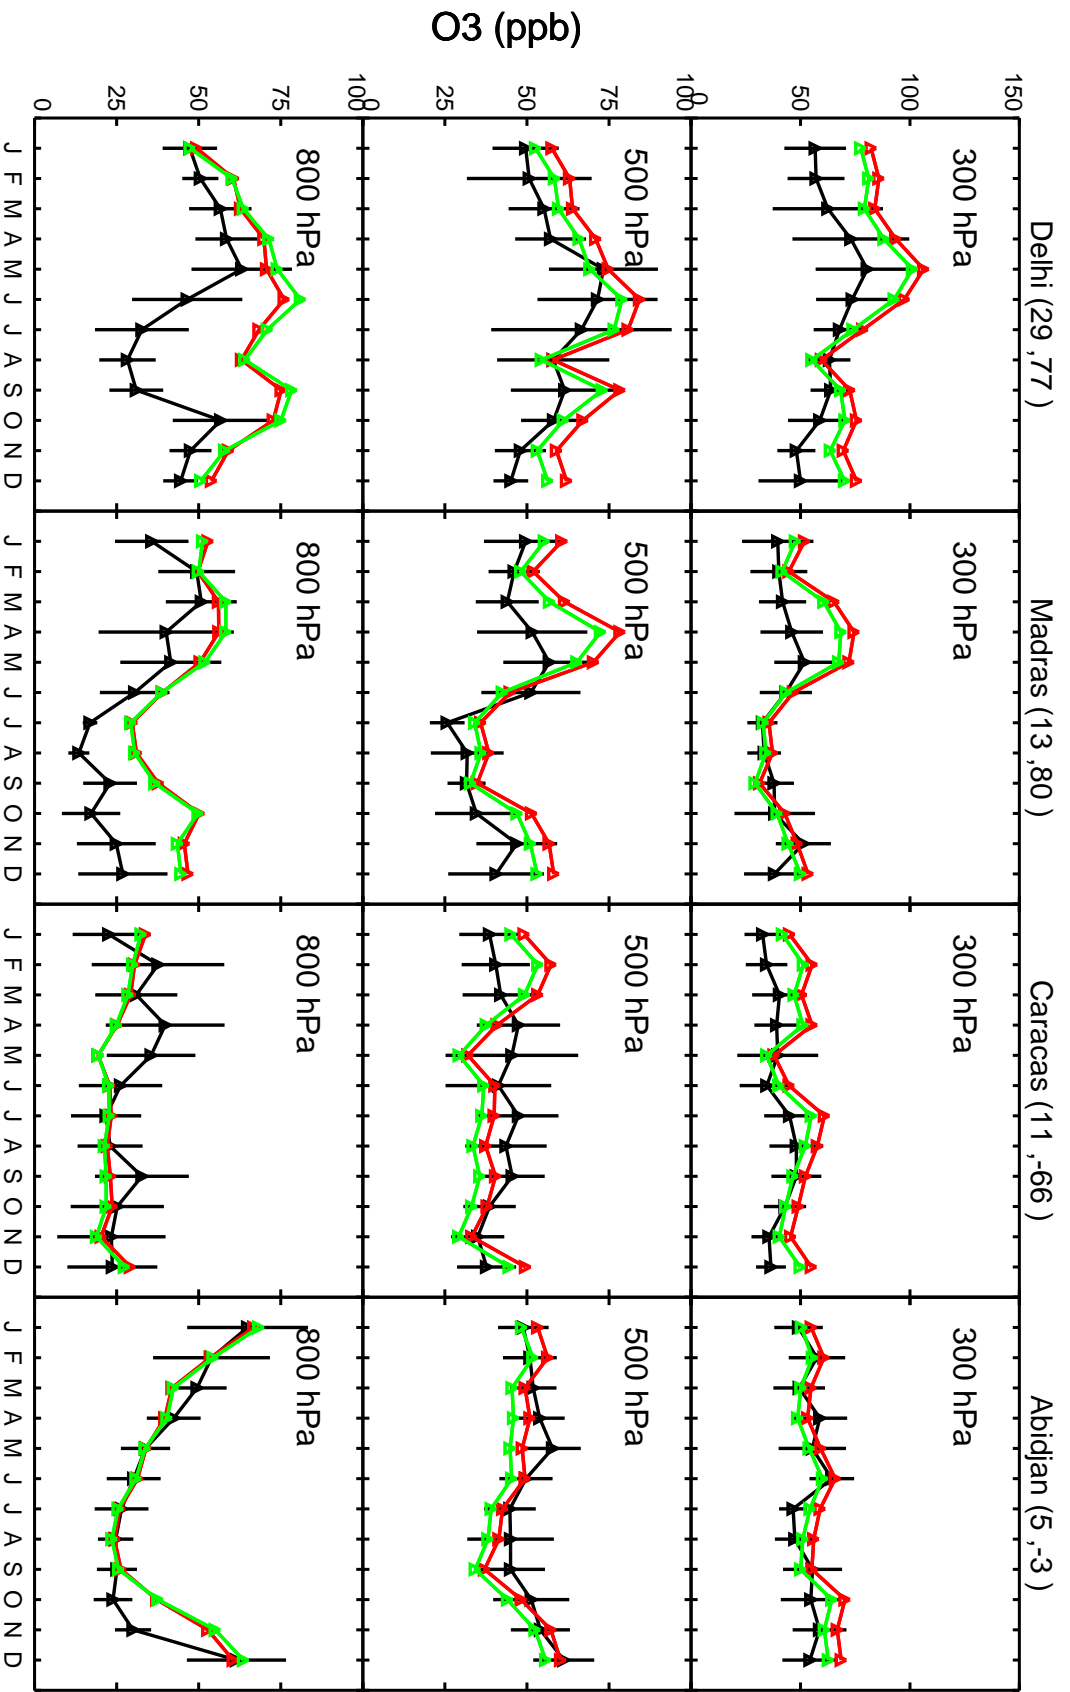 Delhi (29 ,77 )
Madras (13 ,80 )
Caracas (11 ,-66 )
Abidjan (5 ,-3 )
O3 (ppb)
150
100
50
0
300 hPa
300 hPa
300 hPa
300 hPa
100
75
50
25
0
500 hPa
500 hPa
500 hPa
500 hPa
100
75
50
25
0
800 hPa
800 hPa
800 hPa
800 hPa
J F M A M J J A S O N D
J F M A M J J A S O N D
J F M A M J J A S O N D
J F M A M J J A S O N D